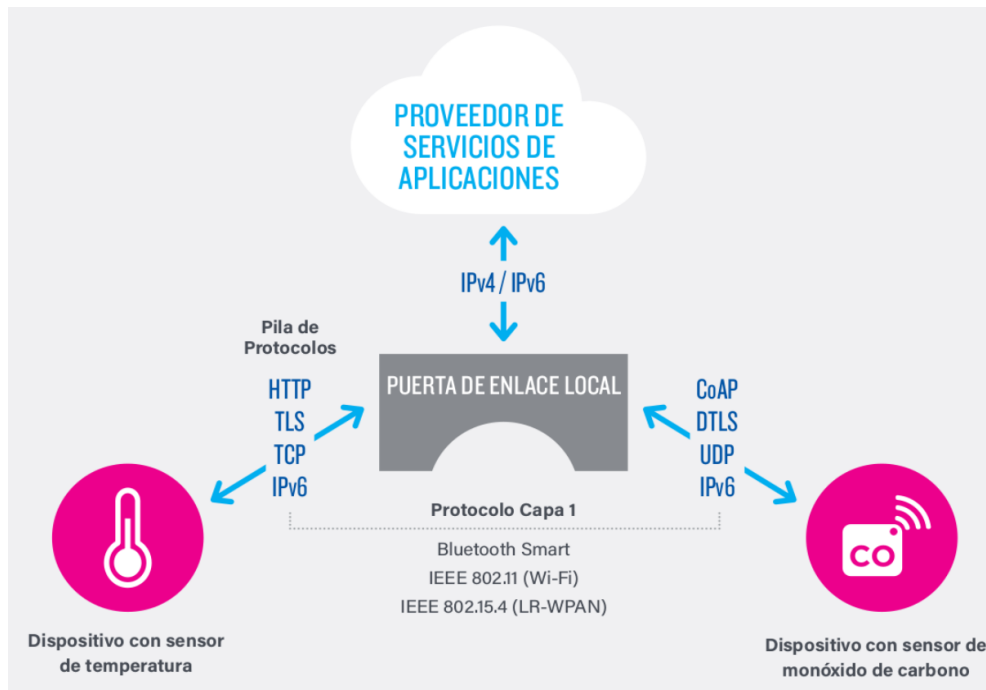 PROVEEDOR DE
SERVICIOS DE
APLICACIONES
IPv4 / IPv6
Pila de
Protocolos
HTTP
TLS
TCP
IPv6
PUERTA DE ENLACE LOCAL
CoAP
DTLS
UDP
IPv6
Protocolo Capa 1
Bluetooth Smart
IEEE 802.11 (Wi-Fi)
IEEE 802.15.4 (LR-WPAN)
Dispositivo con sensor
de temperatura
CO
Dispositivo con sensor de
monóxido de carbono